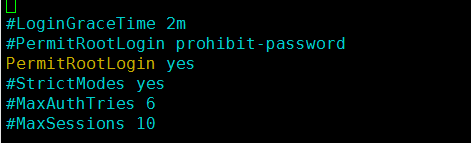 #LoginGraceTime 2m
#PermitRootLogin prohibit-password
PermitRootLogin yes
#StrictModes yes
#MaxAuthTries 6
#MaxSessions 10